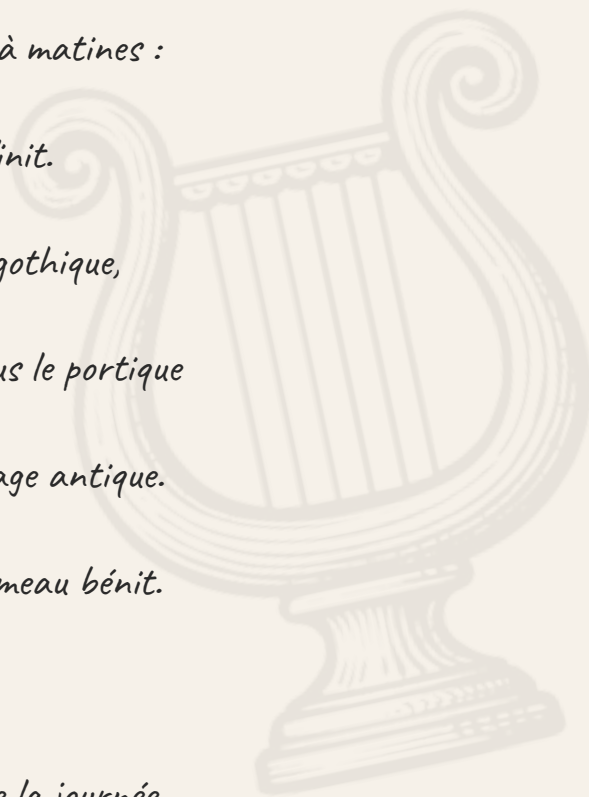 à matines :
init.
gothique,
us le portique
age antique.
meau bénit.
la journée